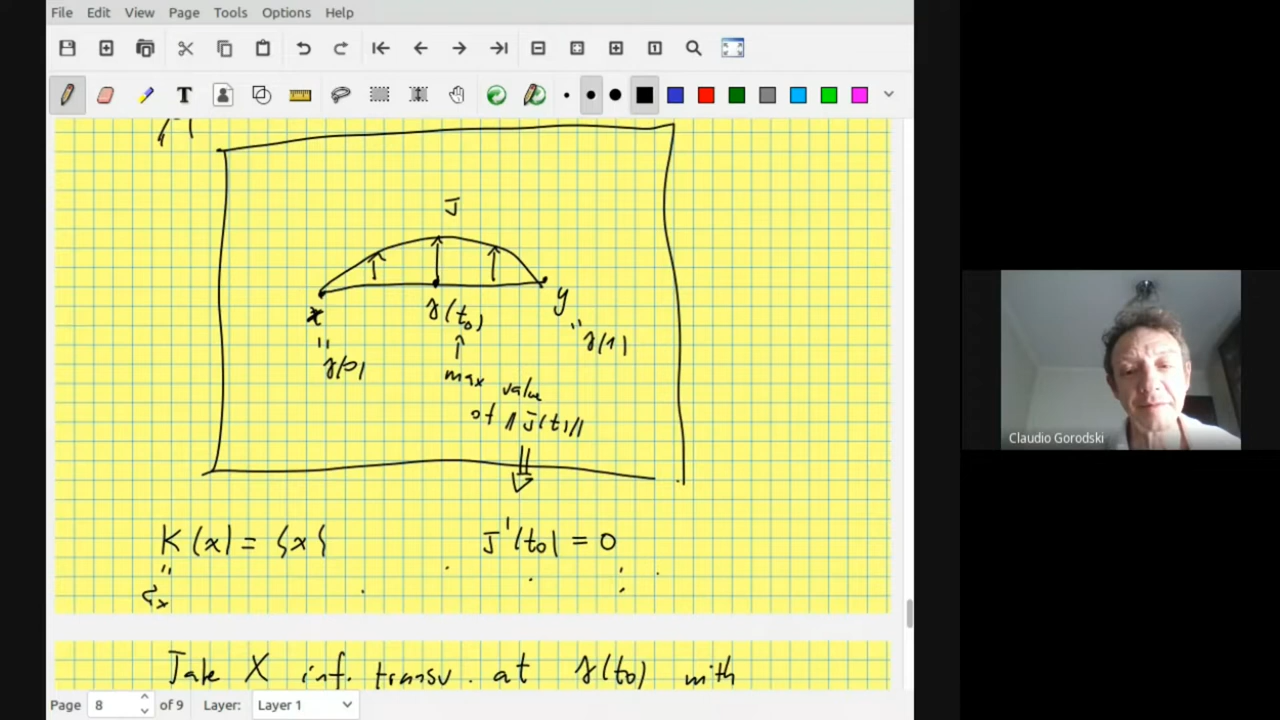 File Edit View Page Tools Options Help
J
x
y
γ(t₀)
" γ(0)
" γ(1)
max value
of ||J(t)||
⇓
K(x) = {x}
J'(t₀) = 0
"
Take X inf. transv. at γ(t₀) with
Claudio Gorodski
Page 8 of 9 Layer: Layer 1